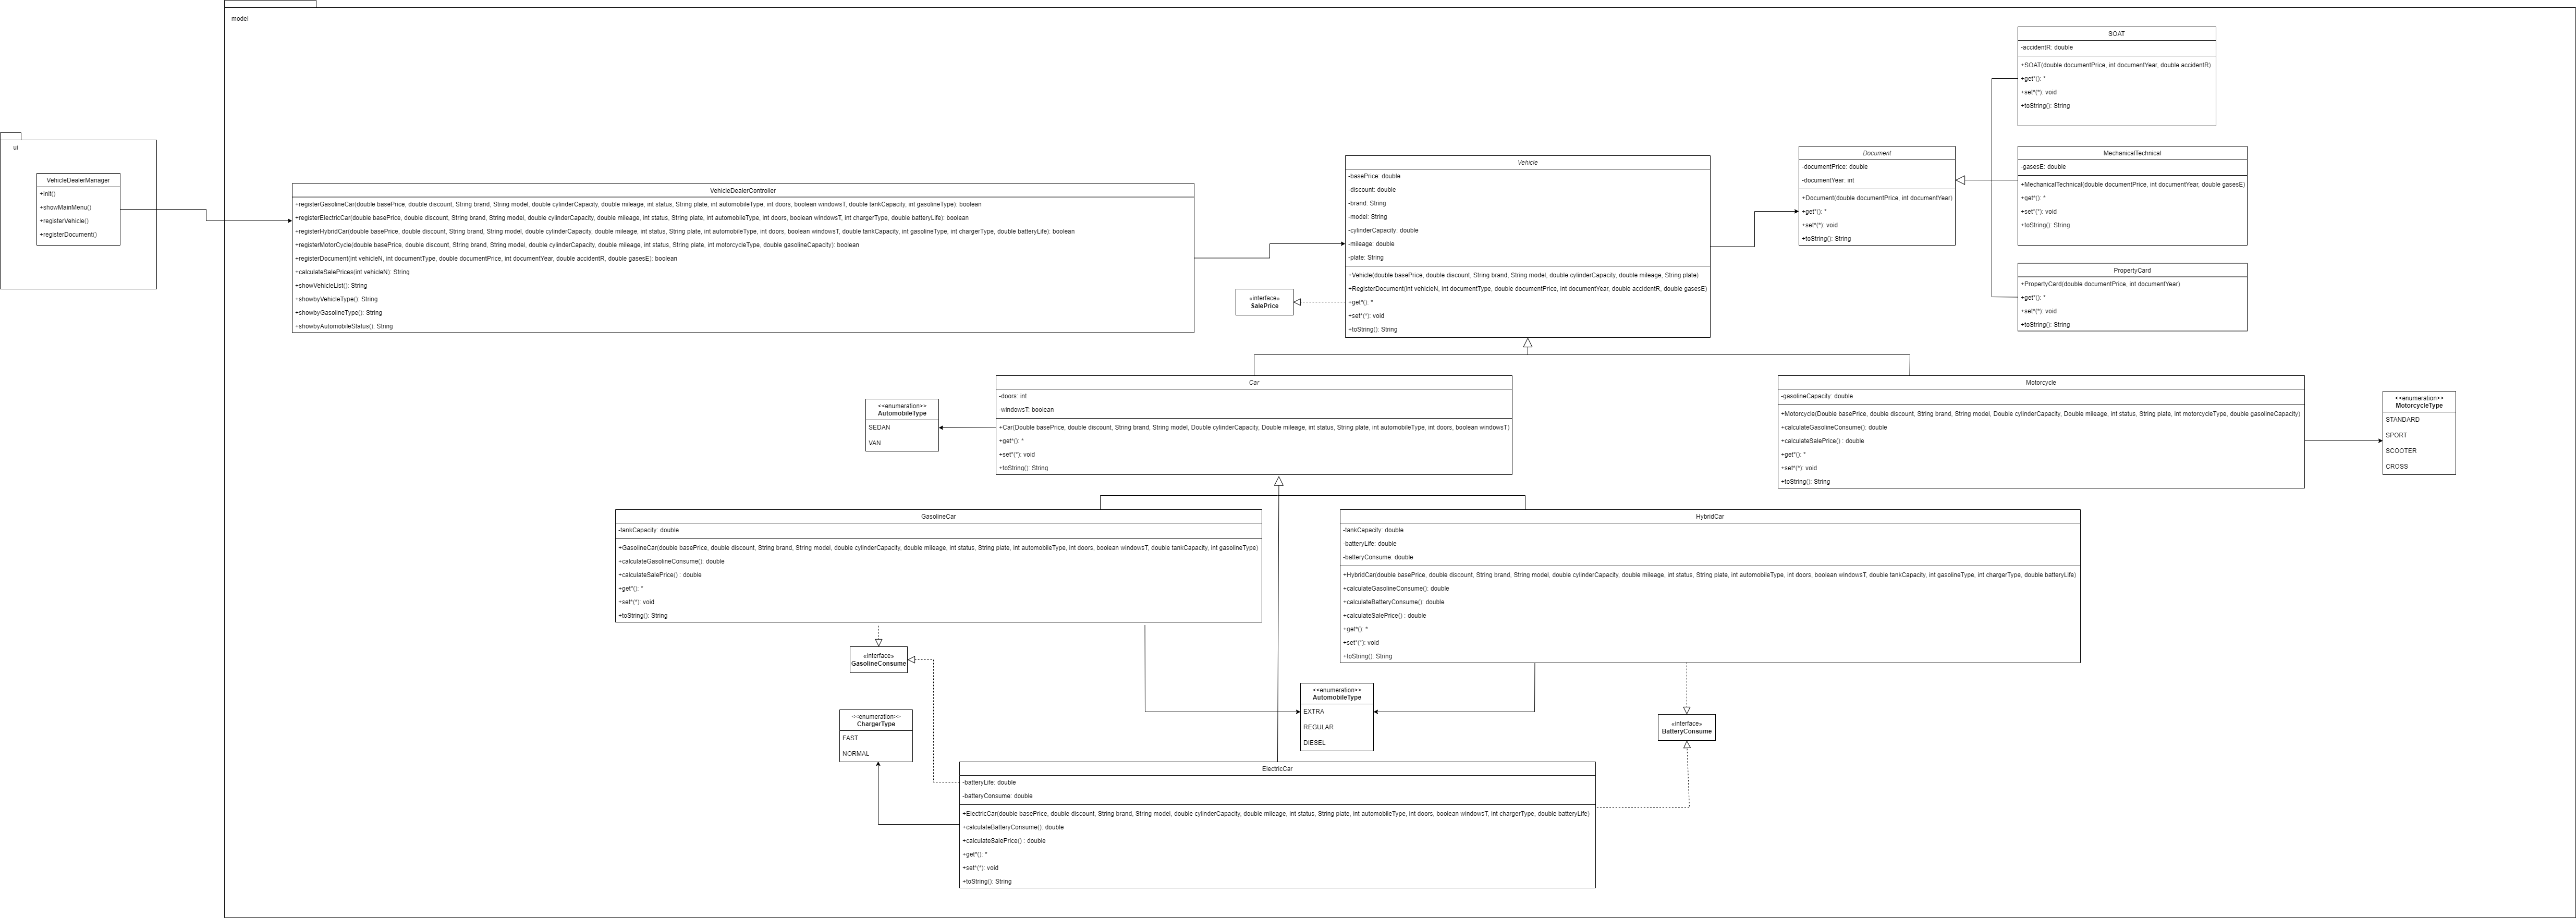 model
ui
VehicleDealerManager
+init()
+showMainMenu()
+registerVehicle()
+registerDocument()
VehicleDealerController
+registerGasolineCar(double basePrice, double discount, String brand, String model, double cylinderCapacity, double mileage, int status, String plate, int automobileType, int doors, boolean windowsT, double tankCapacity, int gasolineType): boolean
+registerElectricCar(double basePrice, double discount, String brand, String model, double cylinderCapacity, double mileage, int status, String plate, int automobileType, int doors, boolean windowsT, int chargerType, double batteryLife): boolean
+registerHybridCar(double basePrice, double discount, String brand, String model, double cylinderCapacity, double mileage, int status, String plate, int automobileType, int doors, boolean windowsT, double tankCapacity, int gasolineType, int chargerType, double batteryLife): boolean
+registerMotorCycle(double basePrice, double discount, String brand, String model, double cylinderCapacity, double mileage, int status, String plate, int motorcycleType, double gasolineCapacity): boolean
+registerDocument(int vehicleN, int documentType, double documentPrice, int documentYear, double accidentR, double gasesE): boolean
+calculateSalePrices(int vehicleN): String
+showVehicleList(): String
+showbyVehicleType(): String
+showbyGasolineType(): String
+showbyAutomobileStatus(): String
«interface»
SalePrice
Vehicle
-basePrice: double
-discount: double
-brand: String
-model: String
-cylinderCapacity: double
-mileage: double
-plate: String
+Vehicle(double basePrice, double discount, String brand, String model, double cylinderCapacity, double mileage, String plate)
+RegisterDocument(int vehicleN, int documentType, double documentPrice, int documentYear, double accidentR, double gasesE)
+get*(): *
+set*(*): void
+toString(): String
Document
-documentPrice: double
-documentYear: int
+Document(double documentPrice, int documentYear)
+get*(): *
+set*(*): void
+toString(): String
SOAT
-accidentR: double
+SOAT(double documentPrice, int documentYear, double accidentR)
+get*(): *
+set*(*): void
+toString(): String
MechanicalTechnical
-gasesE: double
+MechanicalTechnical(double documentPrice, int documentYear, double gasesE)
+get*(): *
+set*(*): void
+toString(): String
PropertyCard
+PropertyCard(double documentPrice, int documentYear)
+get*(): *
+set*(*): void
+toString(): String
<<enumeration>>
AutomobileType
SEDAN
VAN
Car
-doors: int
-windowsT: boolean
+Car(Double basePrice, double discount, String brand, String model, Double cylinderCapacity, Double mileage, int status, String plate, int automobileType, int doors, boolean windowsT)
+get*(): *
+set*(*): void
+toString(): String
Motorcycle
-gasolineCapacity: double
+Motorcycle(Double basePrice, double discount, String brand, String model, Double cylinderCapacity, Double mileage, int status, String plate, int motorcycleType, double gasolineCapacity)
+calculateGasolineConsume(): double
+calculateSalePrice() : double
+get*(): *
+set*(*): void
+toString(): String
<<enumeration>>
MotorcycleType
STANDARD
SPORT
SCOOTER
CROSS
GasolineCar
-tankCapacity: double
+GasolineCar(double basePrice, double discount, String brand, String model, double cylinderCapacity, double mileage, int status, String plate, int automobileType, int doors, boolean windowsT, double tankCapacity, int gasolineType)
+calculateGasolineConsume(): double
+calculateSalePrice() : double
+get*(): *
+set*(*): void
+toString(): String
HybridCar
-tankCapacity: double
-batteryLife: double
-batteryConsume: double
+HybridCar(double basePrice, double discount, String brand, String model, double cylinderCapacity, double mileage, int status, String plate, int automobileType, int doors, boolean windowsT, double tankCapacity, int gasolineType, int chargerType, double batteryLife)
+calculateGasolineConsume(): double
+calculateBatteryConsume(): double
+calculateSalePrice() : double
+get*(): *
+set*(*): void
+toString(): String
«interface»
GasolineConsume
<<enumeration>>
ChargerType
FAST
NORMAL
<<enumeration>>
AutomobileType
EXTRA
REGULAR
DIESEL
«interface»
BatteryConsume
ElectricCar
-batteryLife: double
-batteryConsume: double
+ElectricCar(double basePrice, double discount, String brand, String model, double cylinderCapacity, double mileage, int status, String plate, int automobileType, int doors, boolean windowsT, int chargerType, double batteryLife)
+calculateBatteryConsume(): double
+calculateSalePrice() : double
+get*(): *
+set*(*): void
+toString(): String